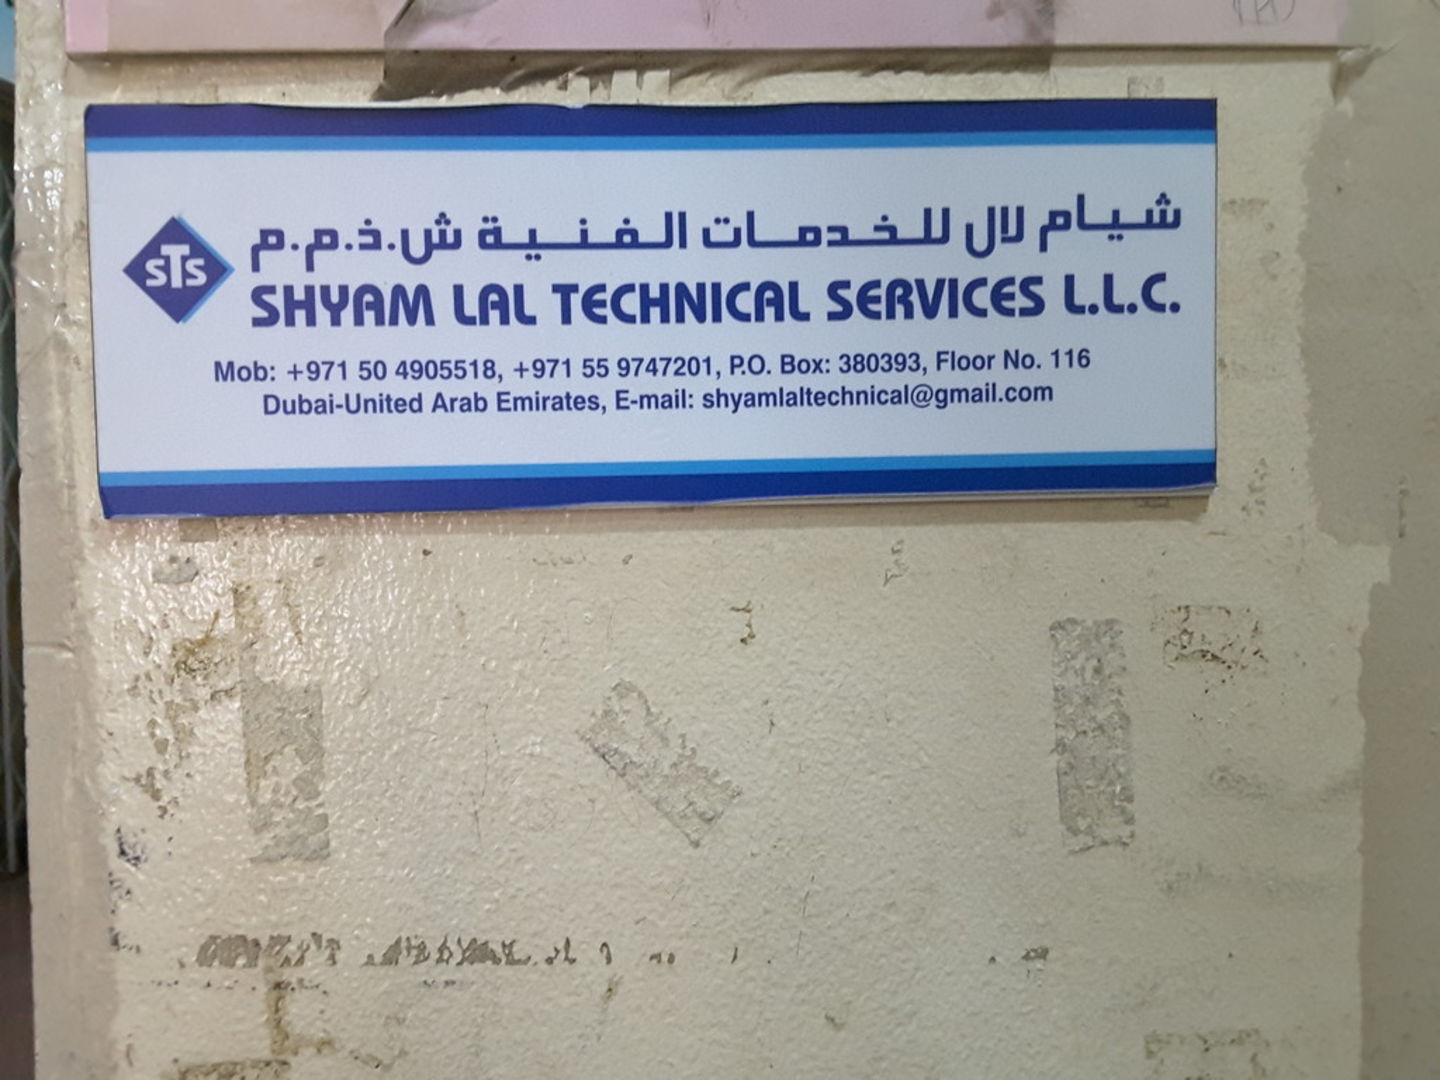 شيام لال للخدمات الفنية ش.ذ.م.م
STS
SHYAM LAL TECHNICAL SERVICES L.L.C.
Mob: +971 50 4905518, +971 55 9747201, P.O. Box: 380393, Floor No. 116
Dubai-United Arab Emirates, E-mail: shyamlaltechnical@gmail.com